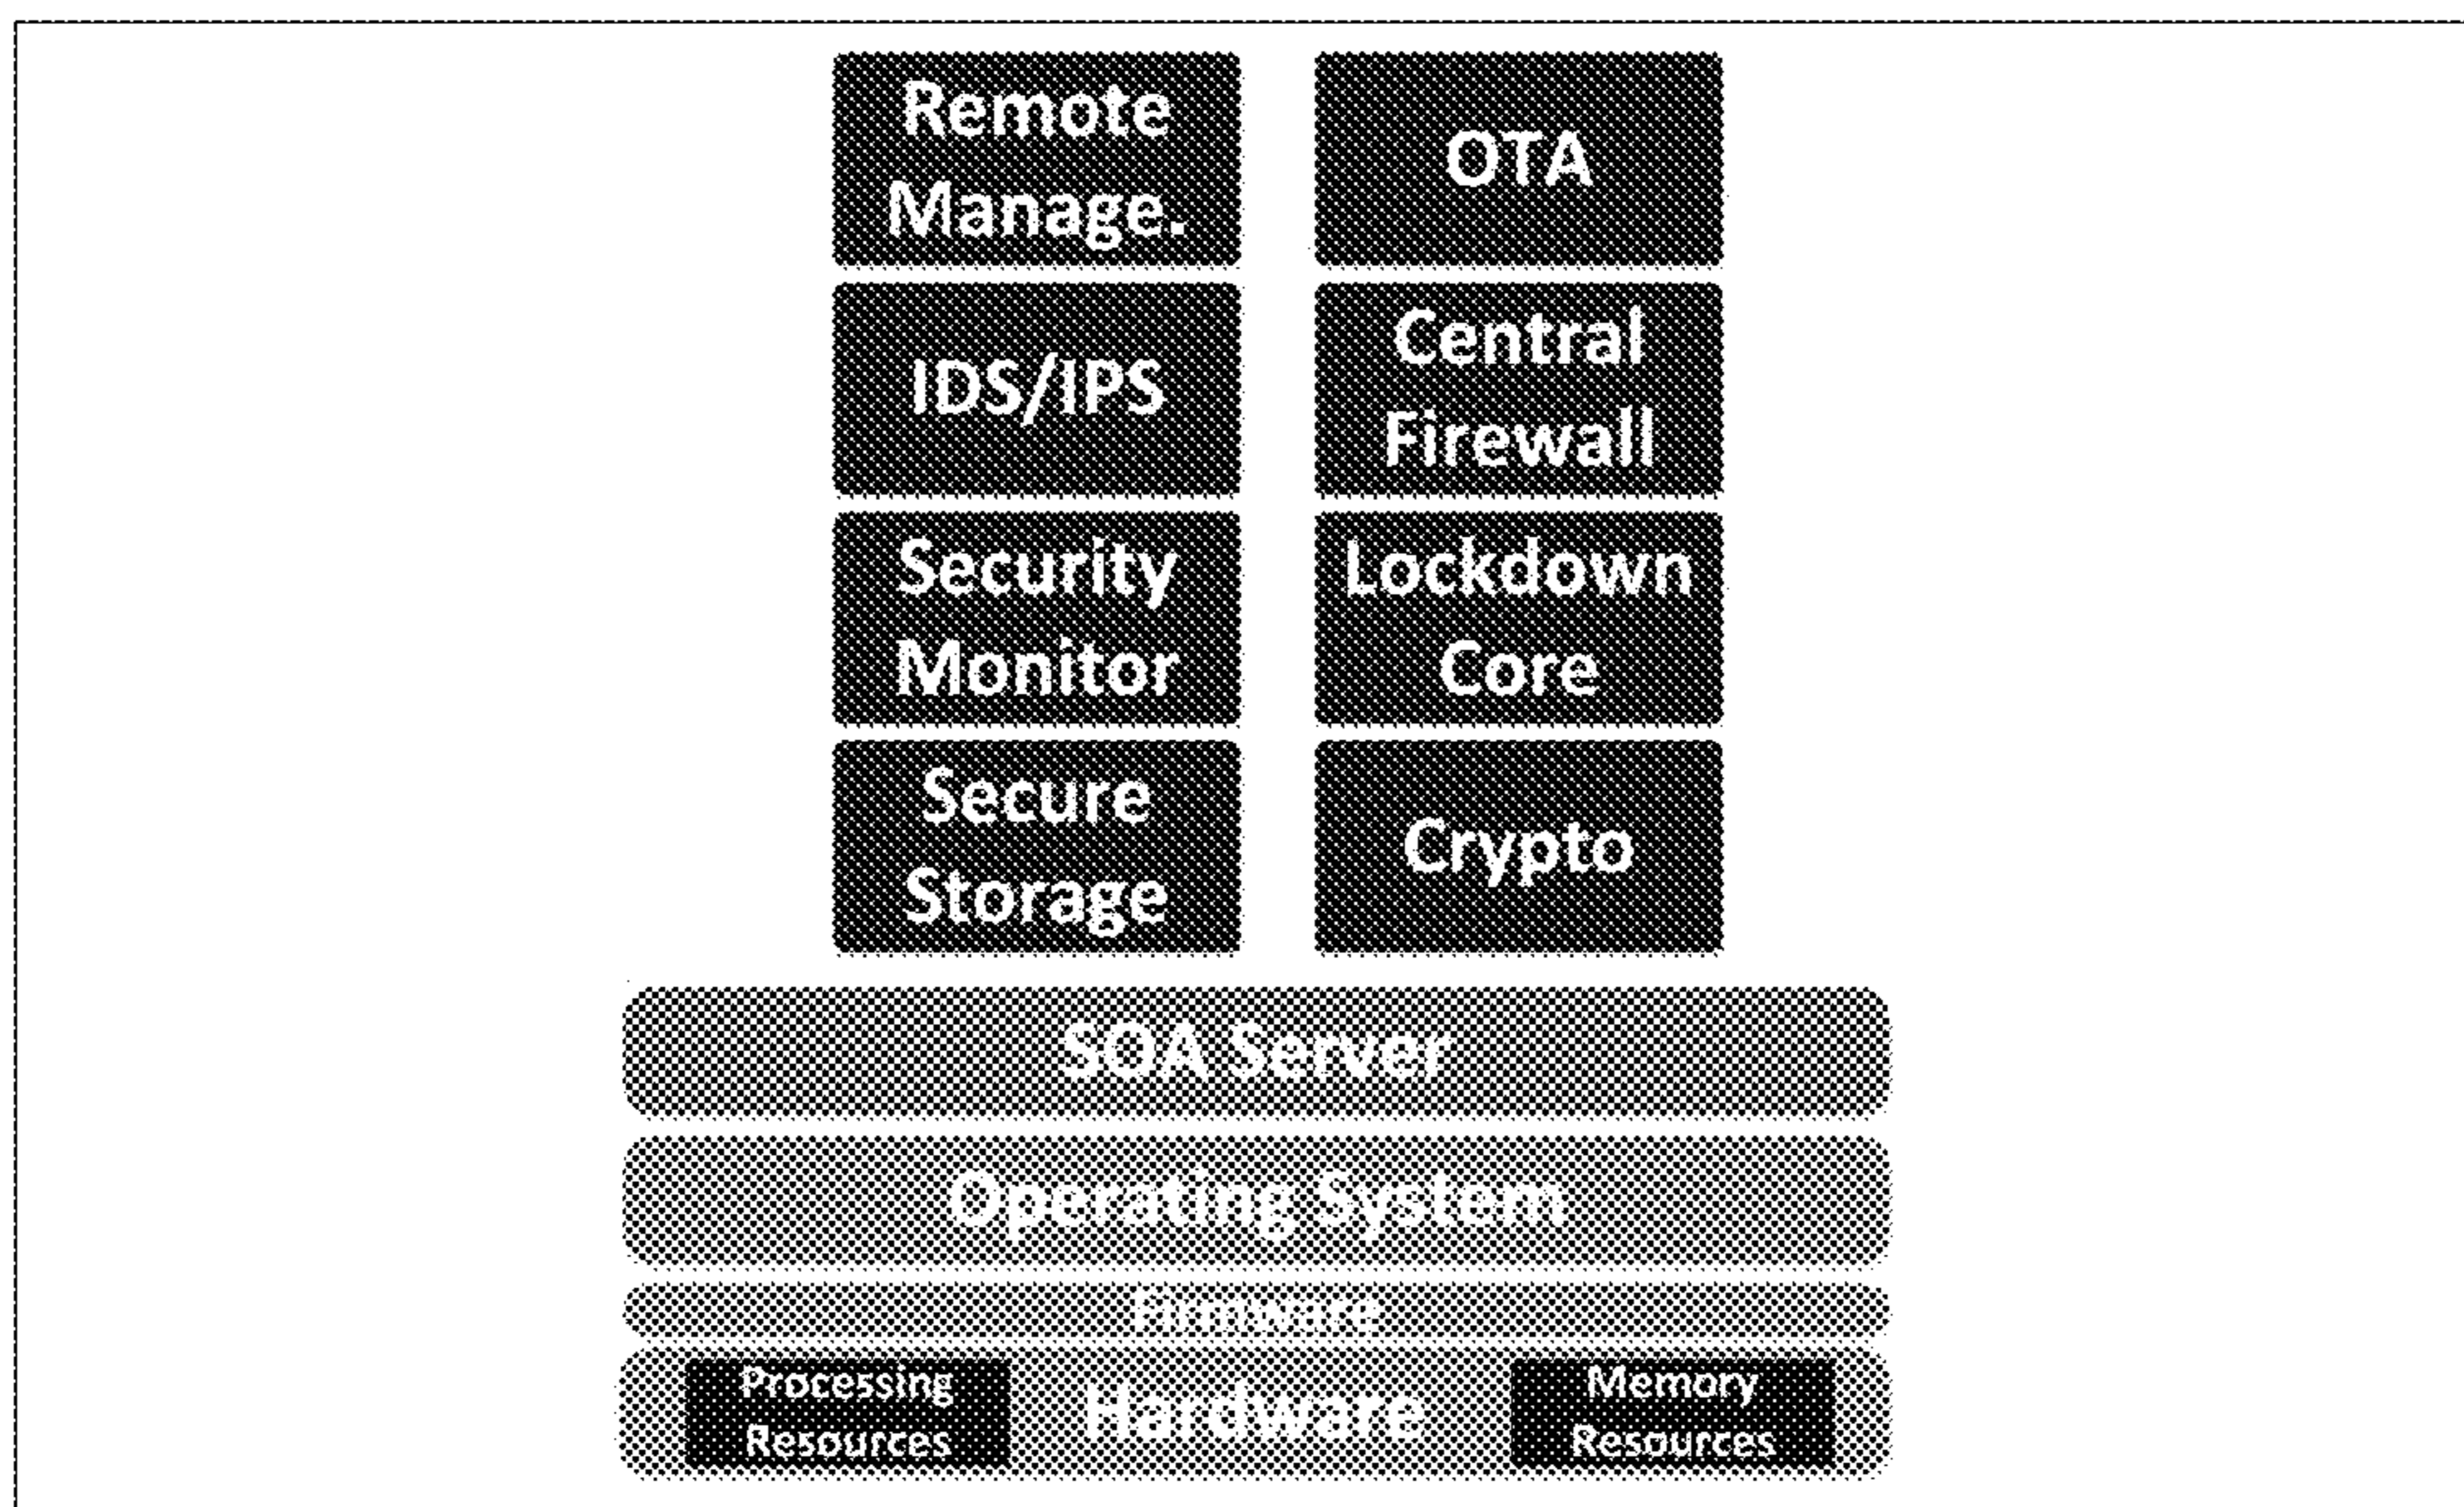 Remote
Manage.
OTA
IDS/IPS
Central
Firewall
Security
Monitor
Lockdown
Core
Secure
Storage
Crypto
SOA Server
Operating System
Firmware
Processing
Resources
Hardware
Memory
Resources